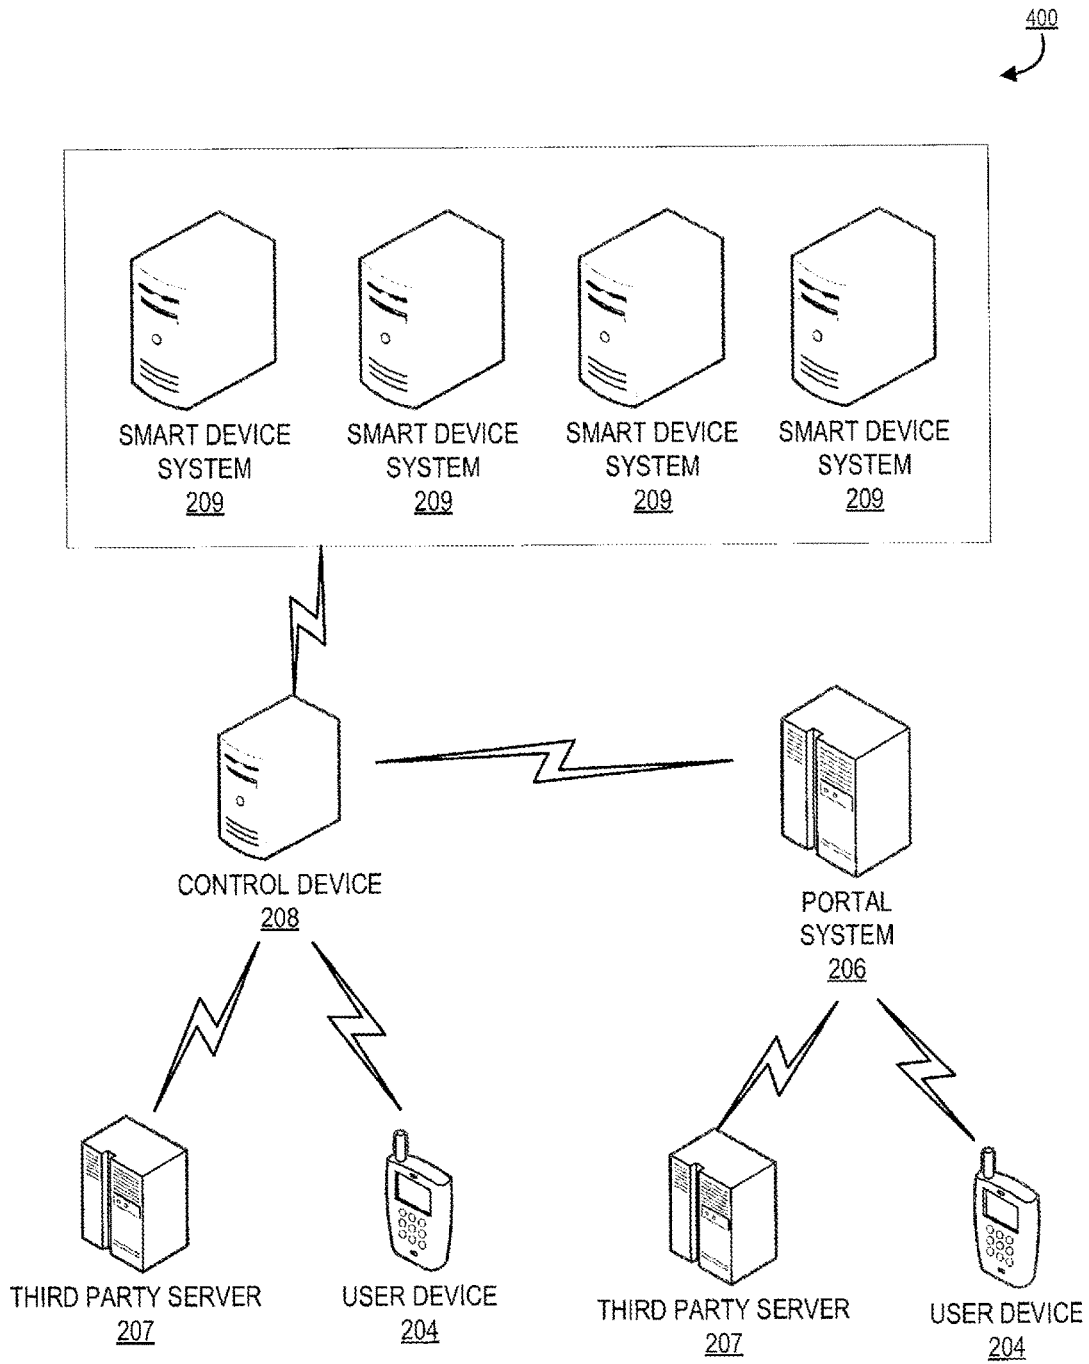 400
SMART DEVICE
SYSTEM
209
SMART DEVICE
SYSTEM
209
SMART DEVICE
SYSTEM
209
SMART DEVICE
SYSTEM
209
CONTROL DEVICE
208
PORTAL
SYSTEM
206
THIRD PARTY SERVER
207
USER DEVICE
204
THIRD PARTY SERVER
207
USER DEVICE
204